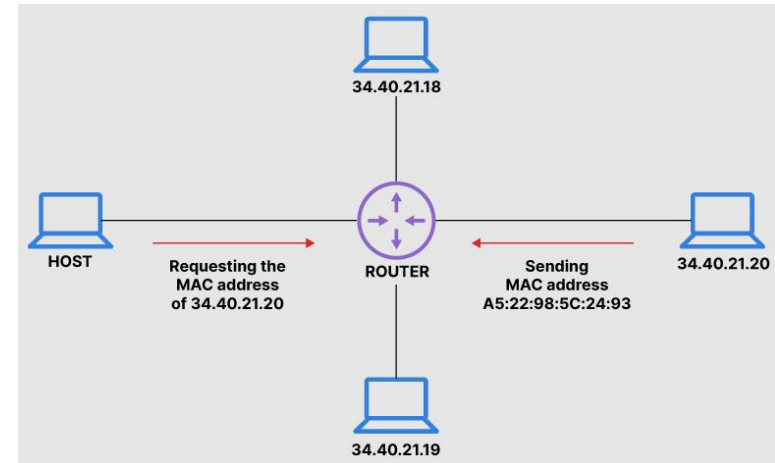 34.40.21.18
HOST
Requesting the
MAC address
of 34.40.21.20
ROUTER
Sending
MAC address
A5:22:98:5C:24:93
34.40.21.20
34.40.21.19